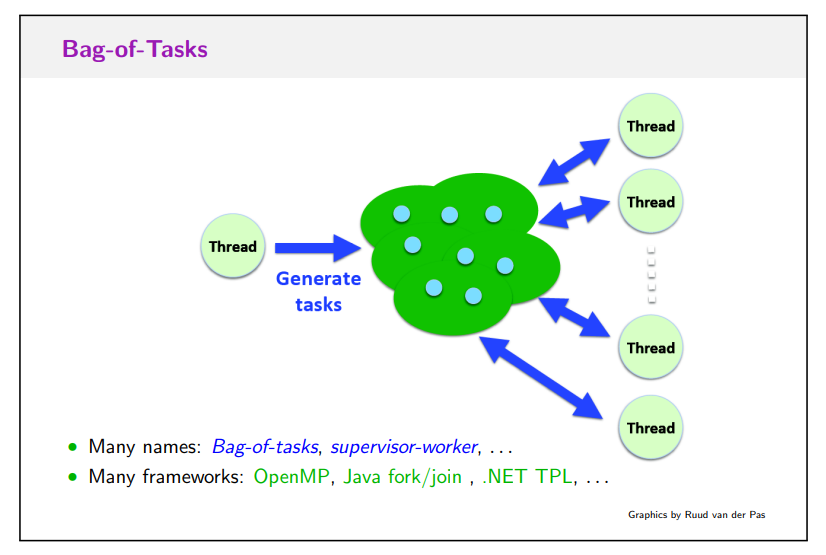 Bag-of-Tasks
Thread
Thread
Thread
Generate
tasks
Thread
Thread
• Many names: Bag-of-tasks, supervisor-worker, ...
• Many frameworks: OpenMP, Java fork/join , .NET TPL, ...
Graphics by Ruud van der Pas